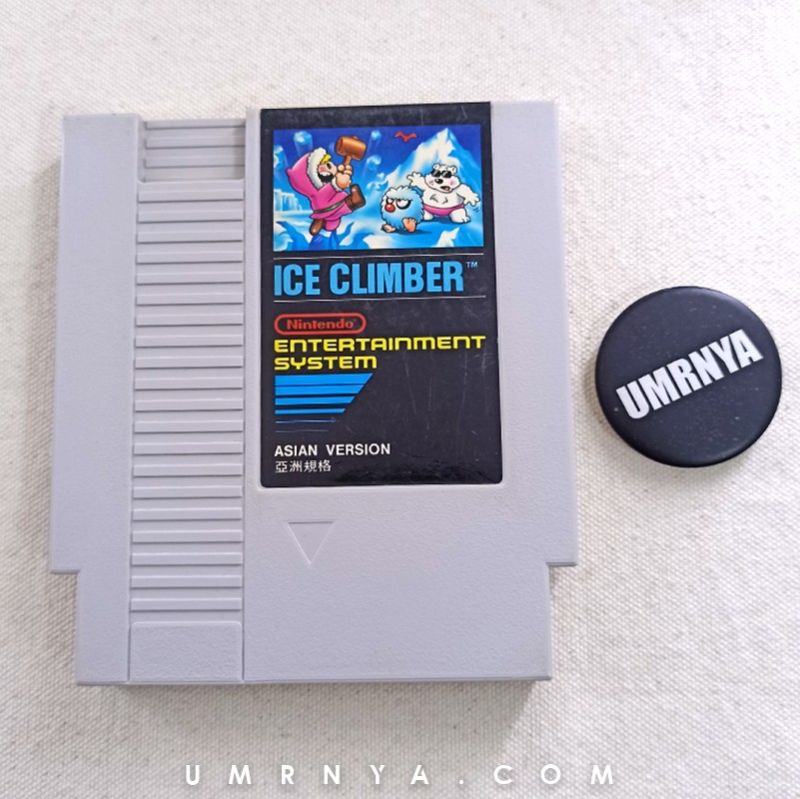 ICE CLIMBER™
Nintendo®
ENTERTAINMENT
SYSTEM
ASIAN VERSION
亞洲規格
UMRNYA
UMRNYA.COM